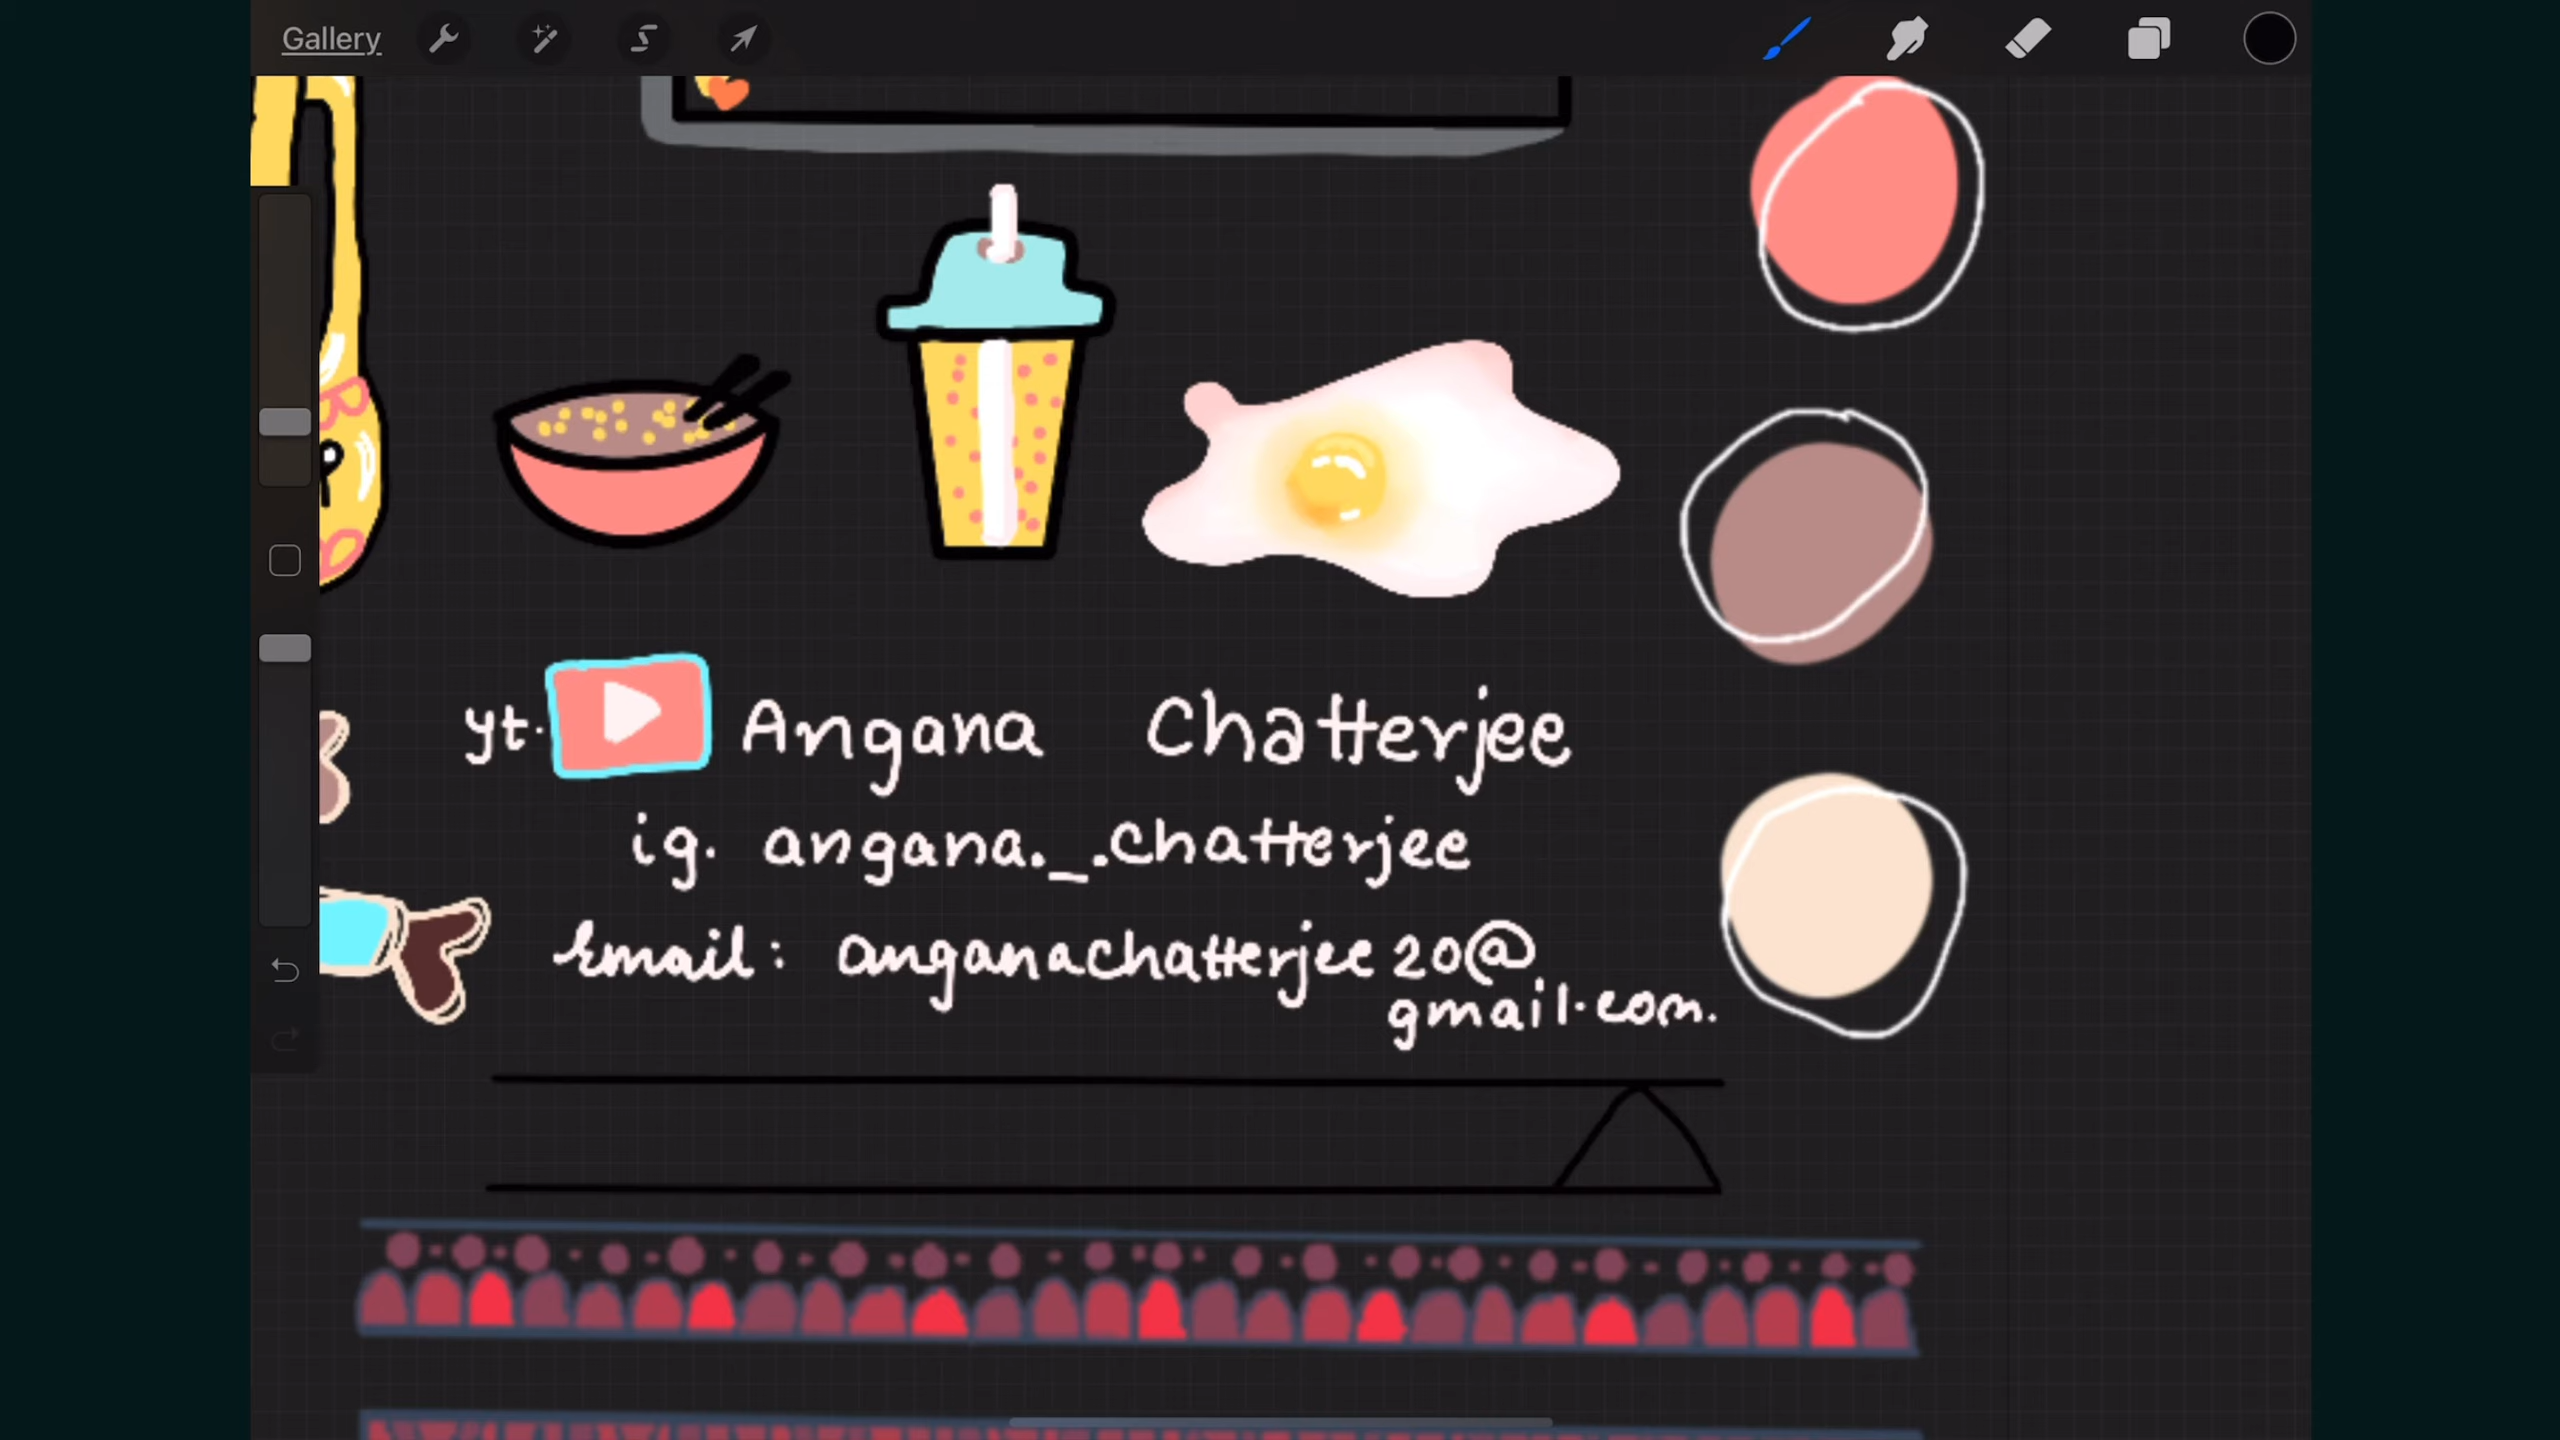 Gallery
yt. Angana Chatterjee
ig. angana._.chatterjee
Email: anganachatterjee20@
gmail.com.